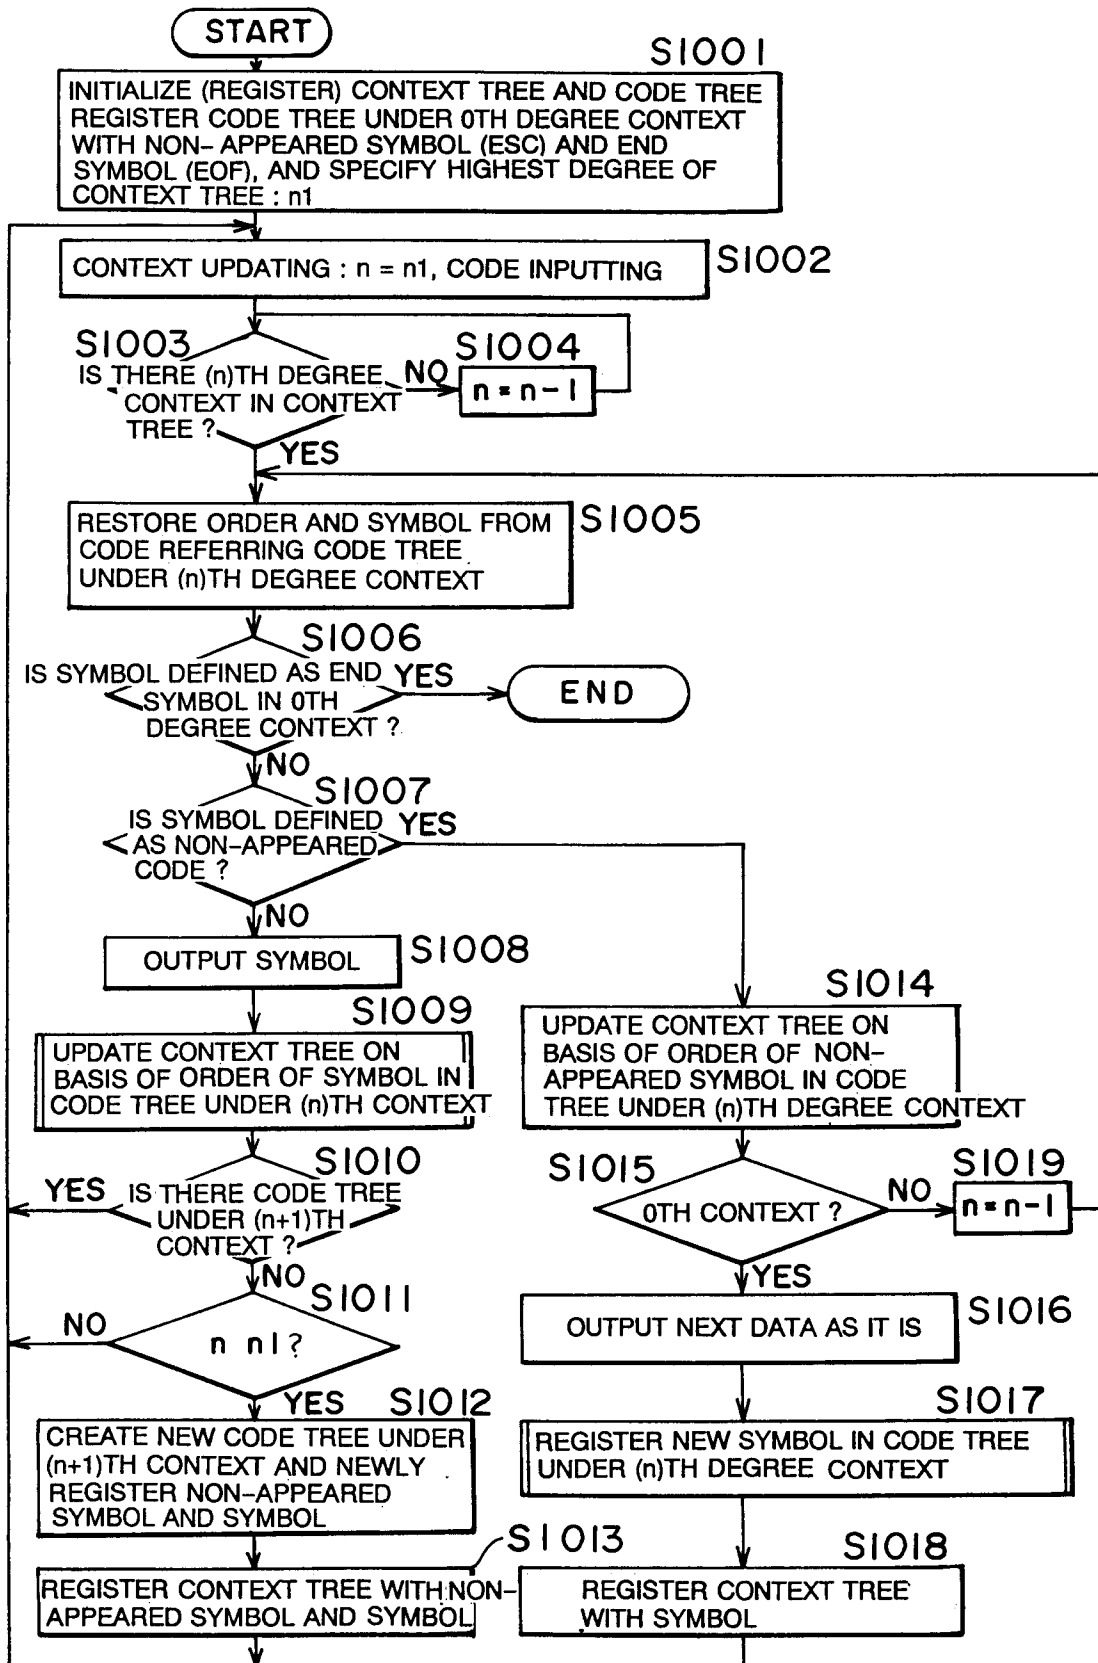 START
S1001
INITIALIZE (REGISTER) CONTEXT TREE AND CODE TREE
REGISTER CODE TREE UNDER 0TH DEGREE CONTEXT
WITH NON-APPEARED SYMBOL (ESC) AND END
SYMBOL (EOF), AND SPECIFY HIGHEST DEGREE OF
CONTEXT TREE : n1
CONTEXT UPDATING : n = n1, CODE INPUTTING
S1002
S1003
IS THERE (n)TH DEGREE
CONTEXT IN CONTEXT
TREE ?
NO
S1004
n = n - 1
YES
RESTORE ORDER AND SYMBOL FROM
CODE REFERRING CODE TREE
UNDER (n)TH DEGREE CONTEXT
S1005
S1006
IS SYMBOL DEFINED AS END
SYMBOL IN 0TH
DEGREE CONTEXT ?
YES
END
NO
S1007
IS SYMBOL DEFINED
AS NON-APPEARED
CODE ?
YES
NO
OUTPUT SYMBOL
S1008
S1009
UPDATE CONTEXT TREE ON
BASIS OF ORDER OF SYMBOL IN
CODE TREE UNDER (n)TH CONTEXT
S1010
IS THERE CODE TREE
UNDER (n+1)TH
CONTEXT ?
YES
NO
S1011
n n1 ?
NO
YES
S1012
CREATE NEW CODE TREE UNDER
(n+1)TH CONTEXT AND NEWLY
REGISTER NON-APPEARED
SYMBOL AND SYMBOL
S1013
REGISTER CONTEXT TREE WITH NON-
APPEARED SYMBOL AND SYMBOL
S1014
UPDATE CONTEXT TREE ON
BASIS OF ORDER OF NON-
APPEARED SYMBOL IN CODE
TREE UNDER (n)TH DEGREE CONTEXT
S1015
0TH CONTEXT ?
NO
S1019
n = n - 1
YES
OUTPUT NEXT DATA AS IT IS
S1016
S1017
REGISTER NEW SYMBOL IN CODE TREE
UNDER (n)TH DEGREE CONTEXT
S1018
REGISTER CONTEXT TREE
WITH SYMBOL